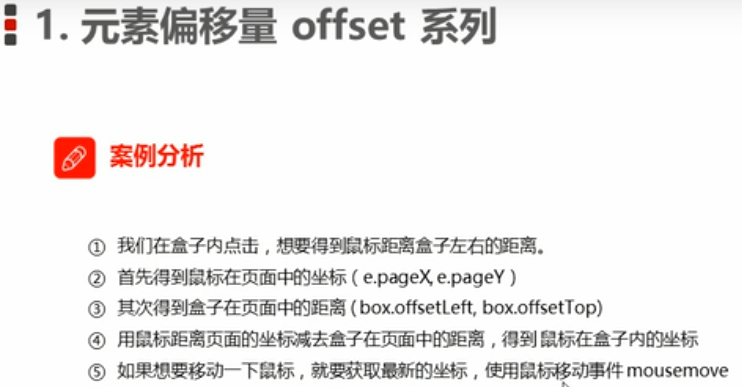 1. 元素偏移量 offset 系列
案例分析
① 我们在盒子内点击，想要得到鼠标距离盒子左右的距离。
② 首先得到鼠标在页面中的坐标（e.pageX, e.pageY）
③ 其次得到盒子在页面中的距离 ( box.offsetLeft, box.offsetTop)
④ 用鼠标距离页面的坐标减去盒子在页面中的距离，得到 鼠标在盒子内的坐标
⑤ 如果想要移动一下鼠标，就要获取最新的坐标，使用鼠标移动事件 mousemove